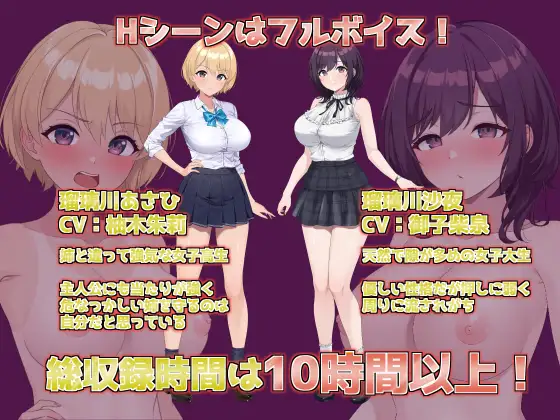 Hシーンはフルボイス！
瑠璃川あさひ
CV：柚木朱莉
姉と違って強気な女子高生
主人公にも当たりが強く
危なっかしい姉を守るのは
自分だと思っている
瑠璃川沙夜
CV：御子柴泉
天然で隙が多めの女子大生
優しい性格だが押しに弱く
周りに流されがち
総収録時間は10時間以上！